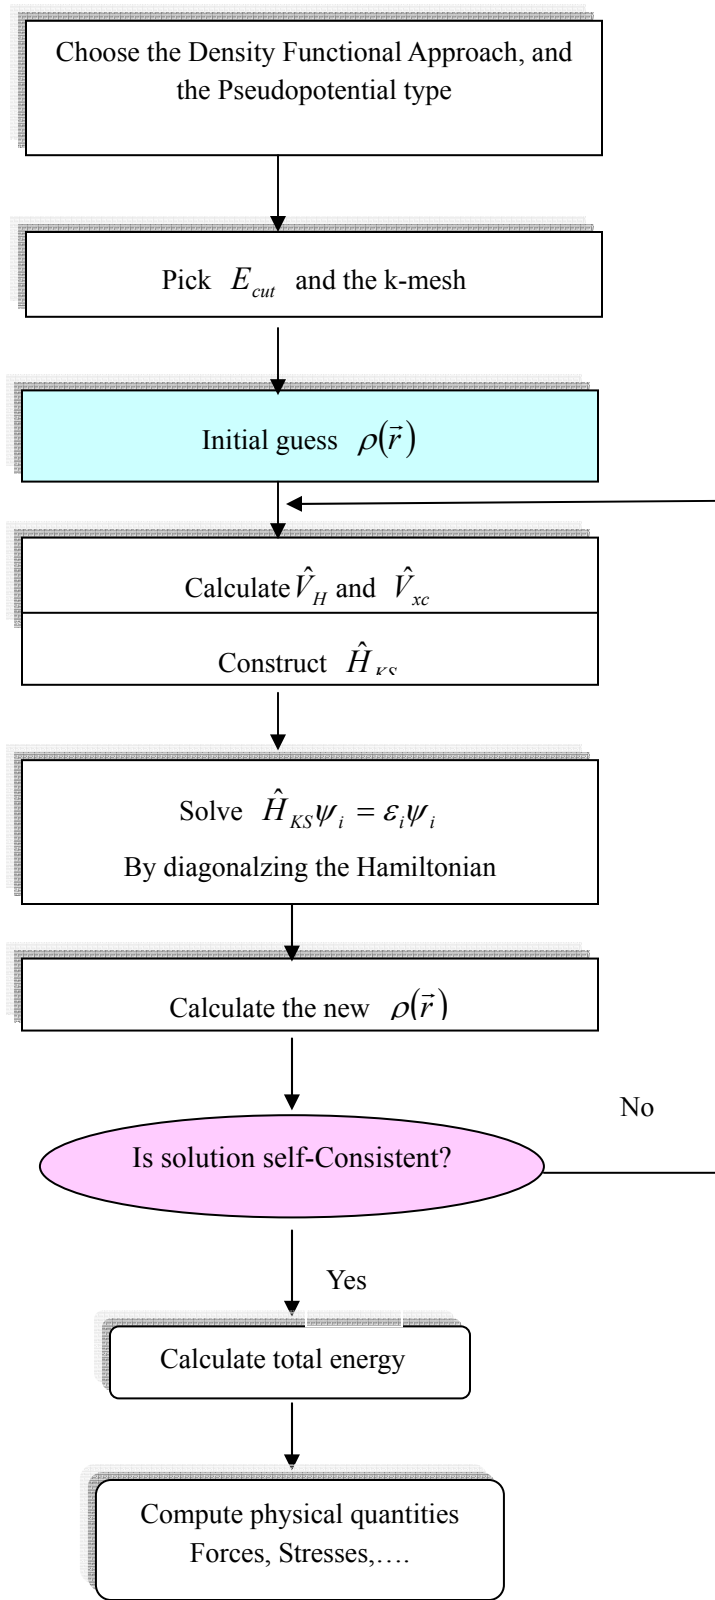 Choose the Density Functional Approach, and
the Pseudopotential type
Pick E_cut and the k-mesh
Initial guess ρ(r⃗)
Calculate V̂_H and V̂_xc
Construct Ĥ_KS
Solve Ĥ_KS ψ_i = ε_i ψ_i
By diagonalzing the Hamiltonian
Calculate the new ρ(r⃗)
No
Is solution self-Consistent?
Yes
Calculate total energy
Compute physical quantities
Forces, Stresses,….